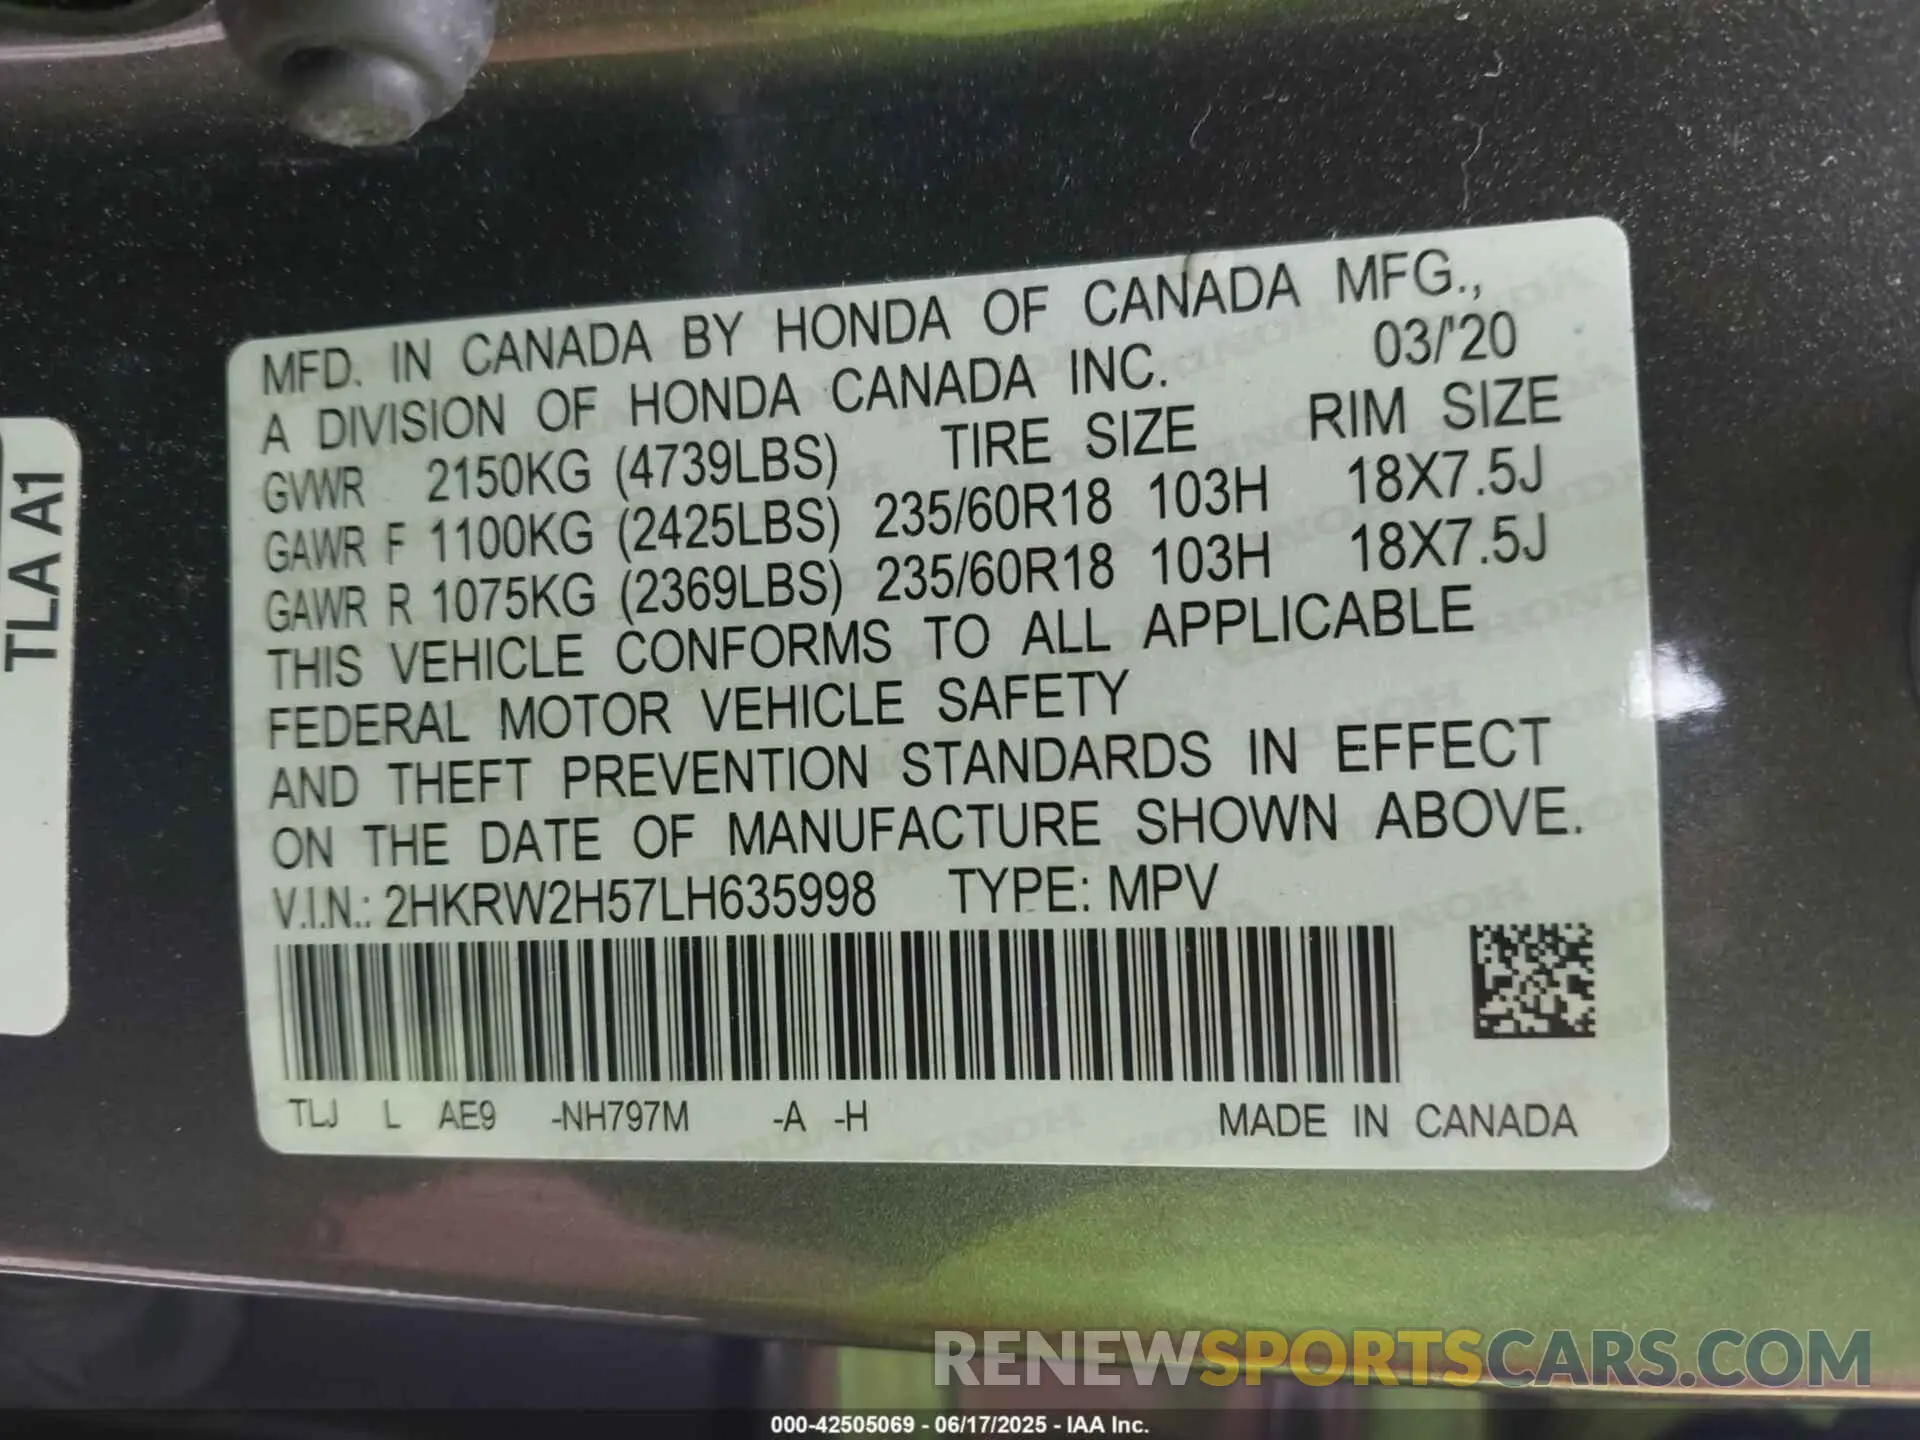 MFD. IN CANADA BY HONDA OF CANADA MFG.,
A DIVISION OF HONDA CANADA INC. 03/'20
GVWR 2150KG (4739LBS) TIRE SIZE RIM SIZE
GAWR F 1100KG (2425LBS) 235/60R18 103H 18X7.5J
GAWR R 1075KG (2369LBS) 235/60R18 103H 18X7.5J
THIS VEHICLE CONFORMS TO ALL APPLICABLE
FEDERAL MOTOR VEHICLE SAFETY
AND THEFT PREVENTION STANDARDS IN EFFECT
ON THE DATE OF MANUFACTURE SHOWN ABOVE.
V.I.N.: 2HKRW2H57LH635998 TYPE: MPV
TLJ L AE9 -NH797M -A -H MADE IN CANADA
TLA A1
RENEWSPORTSCARS.COM
000-42505069 - 06/17/2025 - IAA Inc.